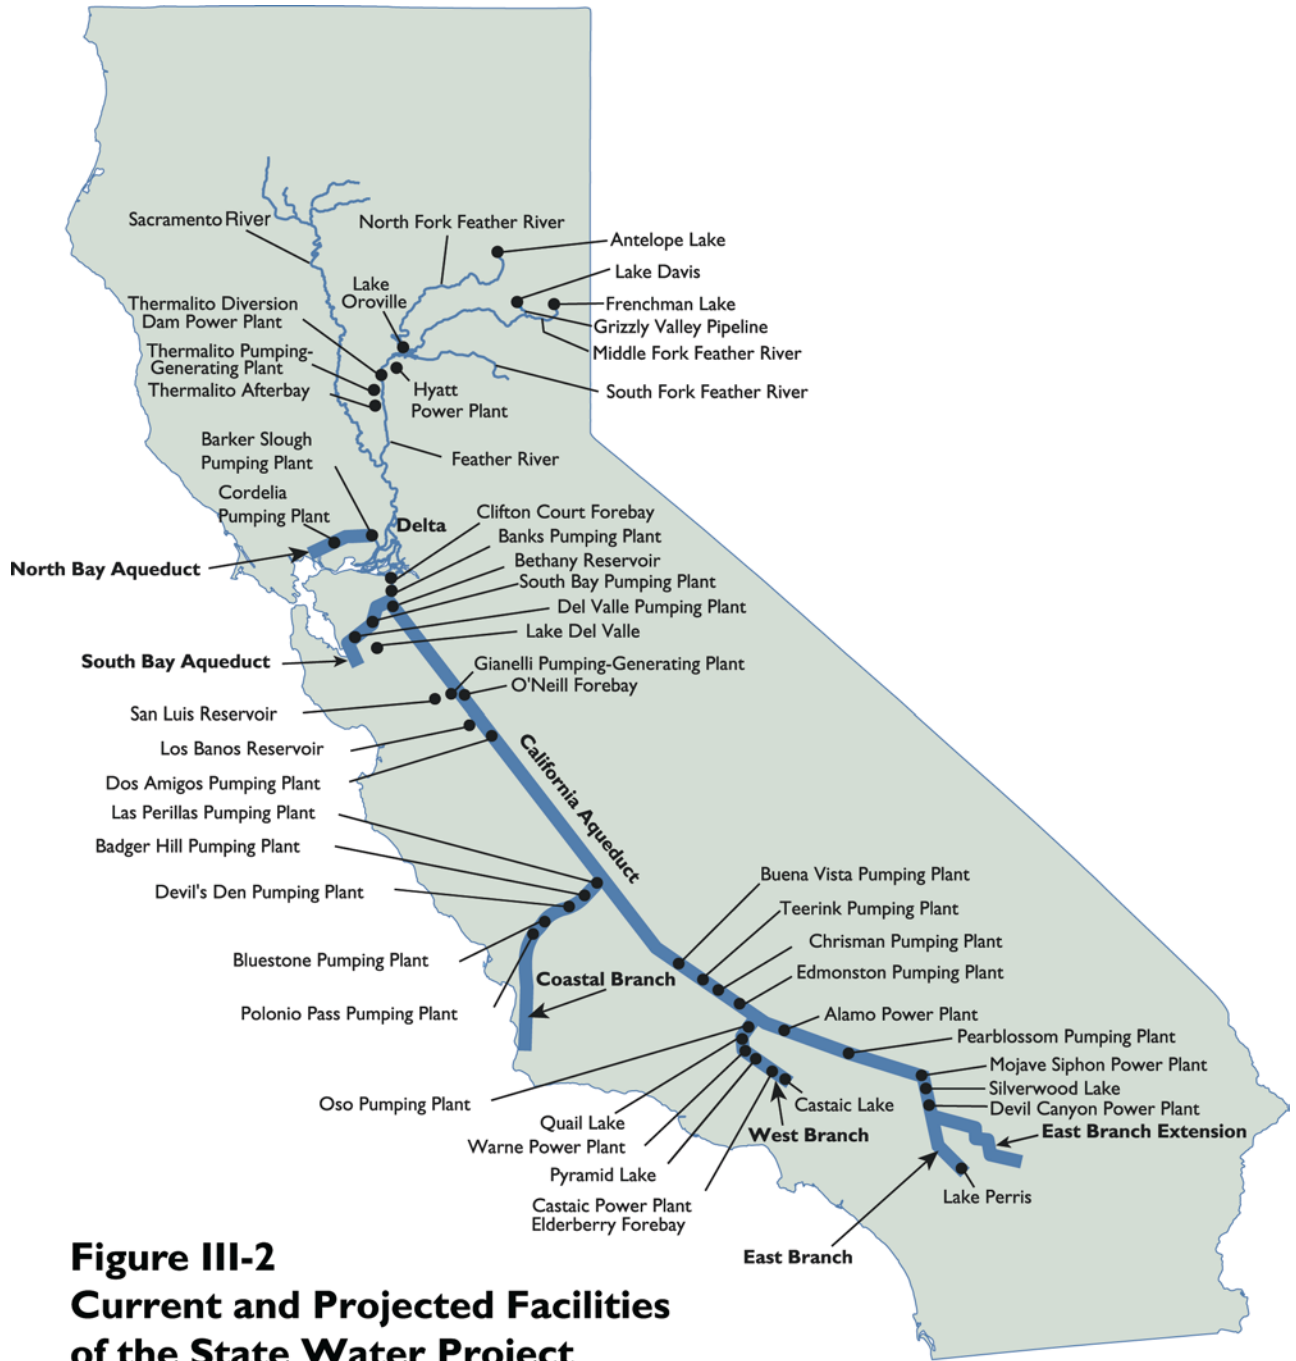 Sacramento River
North Fork Feather River
Antelope Lake
Lake Davis
Lake
Oroville
Frenchman Lake
Thermalito Diversion
Dam Power Plant
Grizzly Valley Pipeline
Middle Fork Feather River
Thermalito Pumping-
Generating Plant
Thermalito Afterbay
Hyatt
Power Plant
South Fork Feather River
Barker Slough
Pumping Plant
Feather River
Cordelia
Pumping Plant
Delta
Clifton Court Forebay
Banks Pumping Plant
Bethany Reservoir
North Bay Aqueduct
South Bay Pumping Plant
Del Valle Pumping Plant
Lake Del Valle
South Bay Aqueduct
Gianelli Pumping-Generating Plant
O'Neill Forebay
San Luis Reservoir
Los Banos Reservoir
Dos Amigos Pumping Plant
California Aqueduct
Las Perillas Pumping Plant
Badger Hill Pumping Plant
Devil's Den Pumping Plant
Buena Vista Pumping Plant
Teerink Pumping Plant
Chrisman Pumping Plant
Bluestone Pumping Plant
Edmonston Pumping Plant
Coastal Branch
Polonio Pass Pumping Plant
Alamo Power Plant
Pearblossom Pumping Plant
Mojave Siphon Power Plant
Silverwood Lake
Oso Pumping Plant
Castaic Lake
Devil Canyon Power Plant
Quail Lake
West Branch
East Branch Extension
Warne Power Plant
Pyramid Lake
Lake Perris
Castaic Power Plant
Elderberry Forebay
East Branch
Figure III-2
Current and Projected Facilities
of the State Water Project